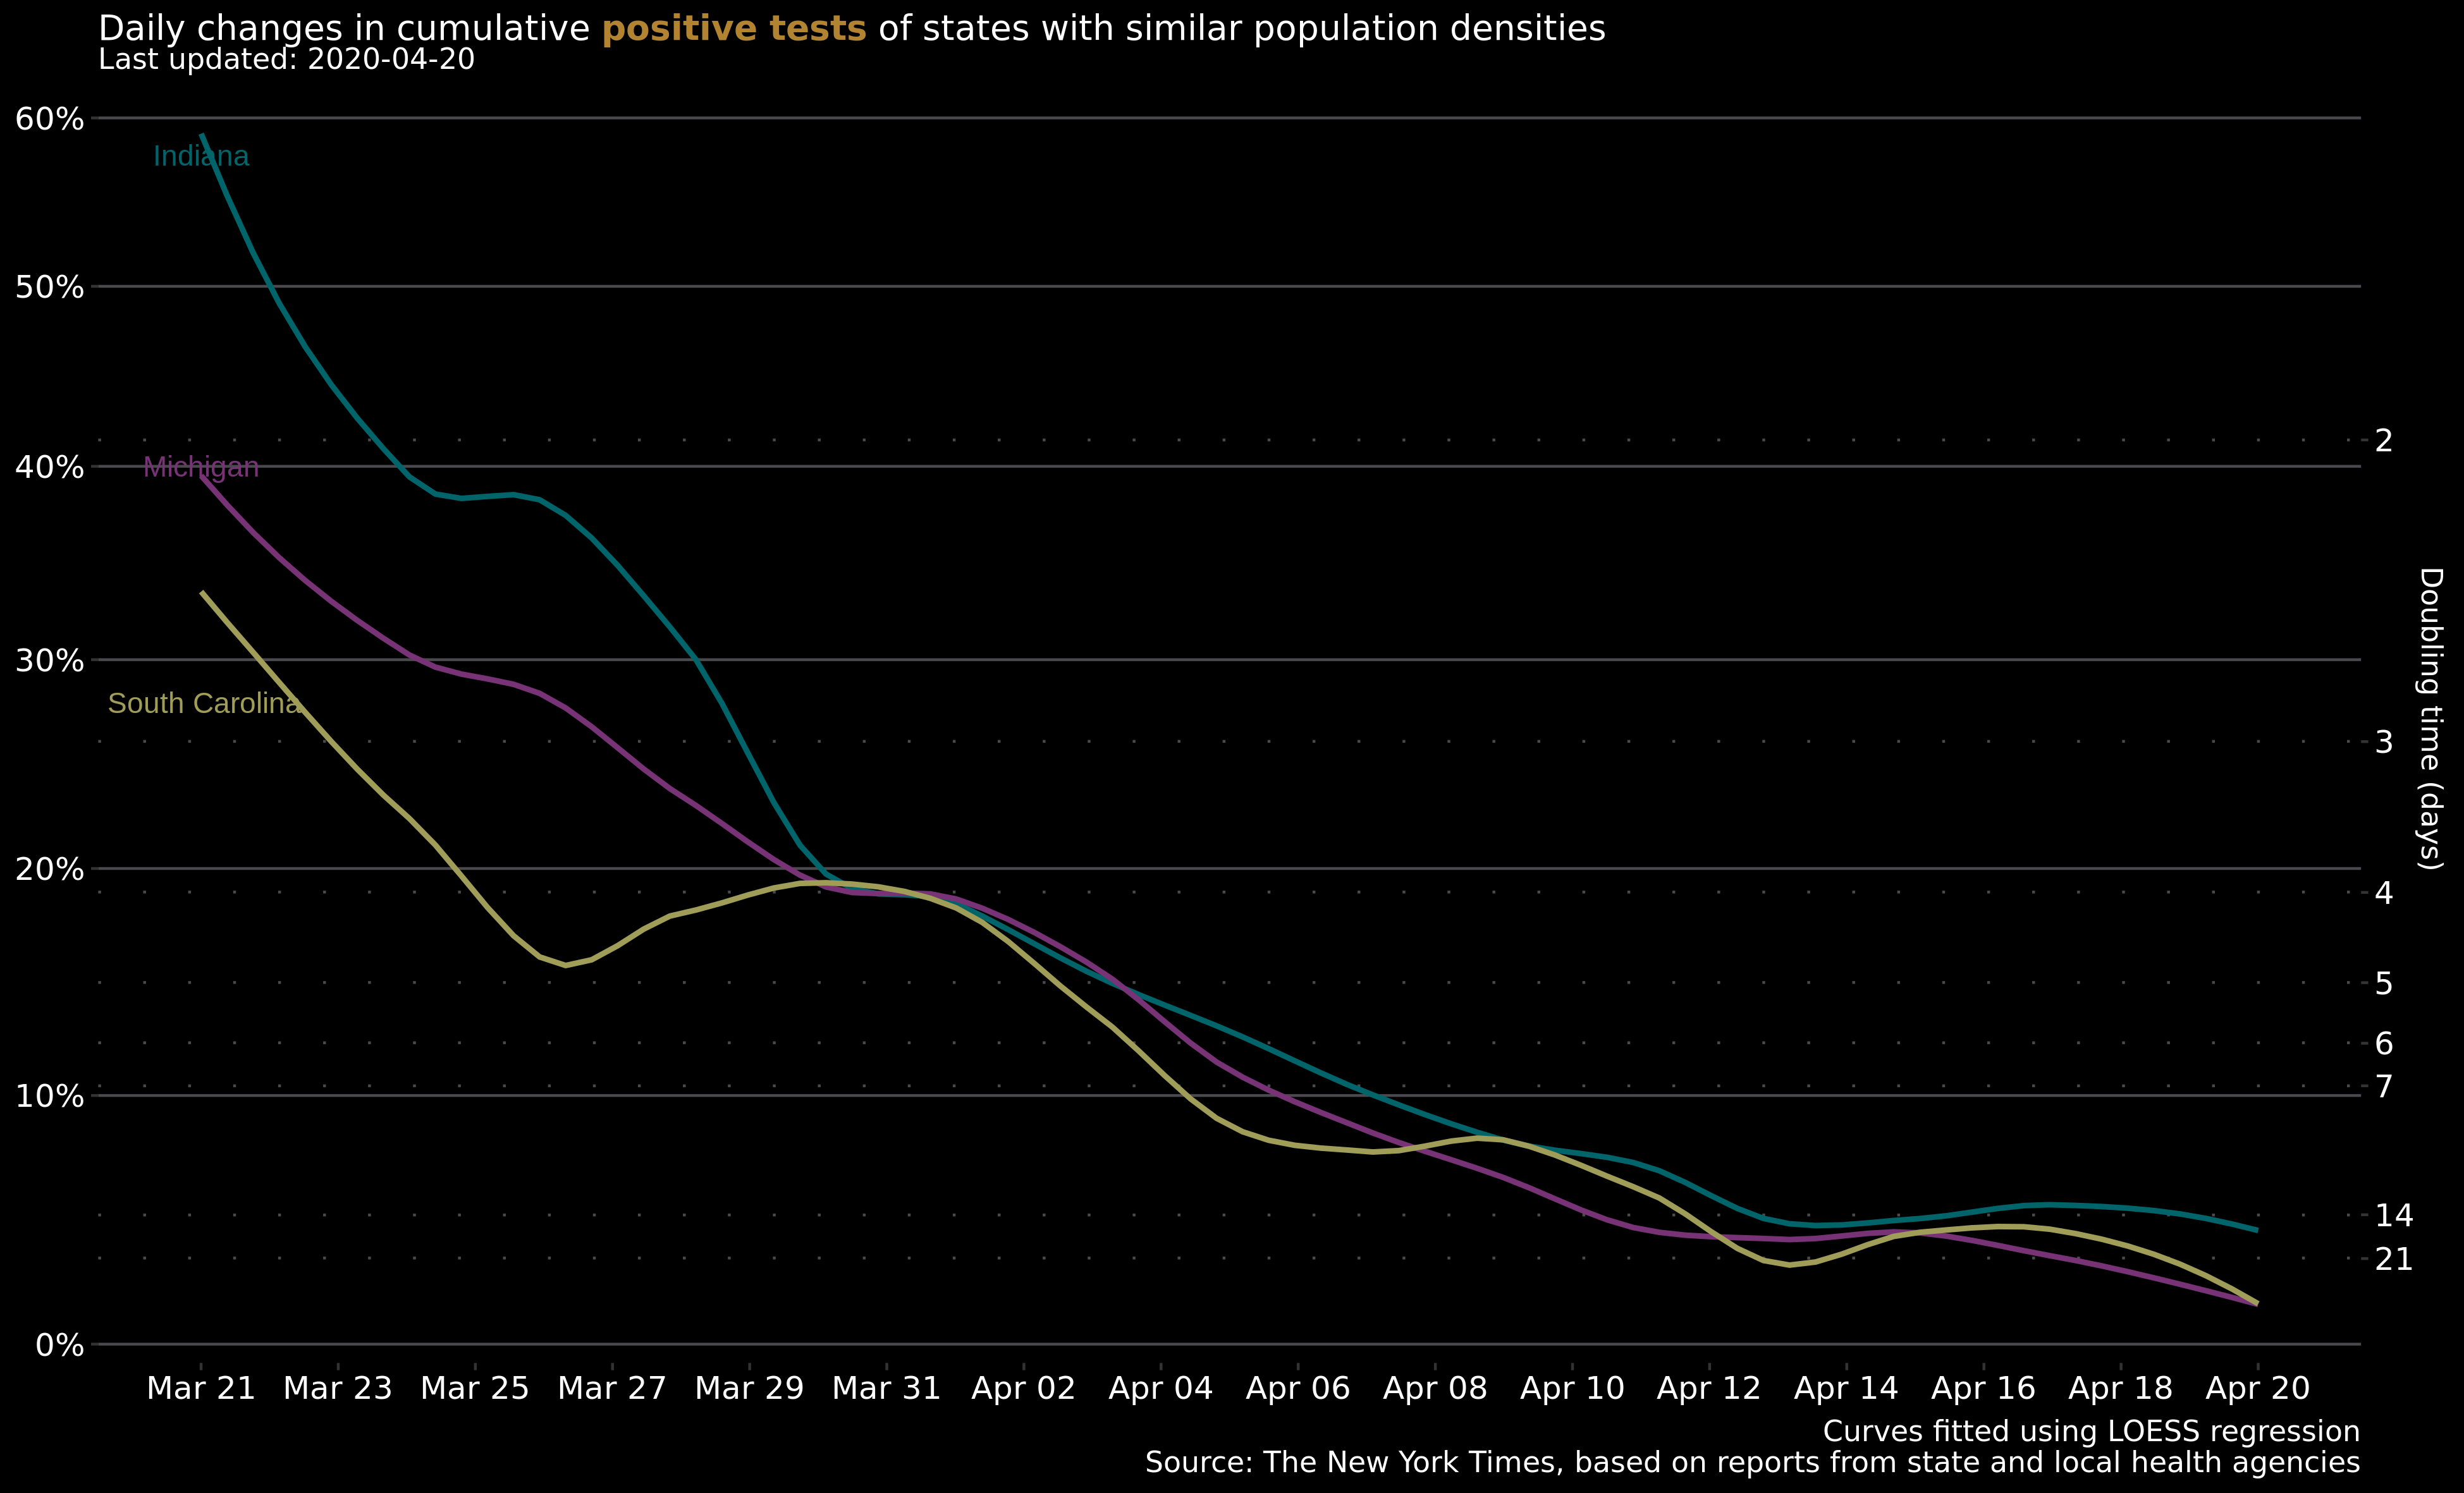 Daily changes in cumulative positive tests of states with similar population densities
Last updated: 2020-04-20
60%
50%
40%
30%
20%
10%
0%
Indiana
Michigan
South Carolina
2
3
4
5
6
7
14
21
Doubling time (days)
Mar 21 Mar 23 Mar 25 Mar 27 Mar 29 Mar 31 Apr 02 Apr 04 Apr 06 Apr 08 Apr 10 Apr 12 Apr 14 Apr 16 Apr 18 Apr 20
Curves fitted using LOESS regression
Source: The New York Times, based on reports from state and local health agencies